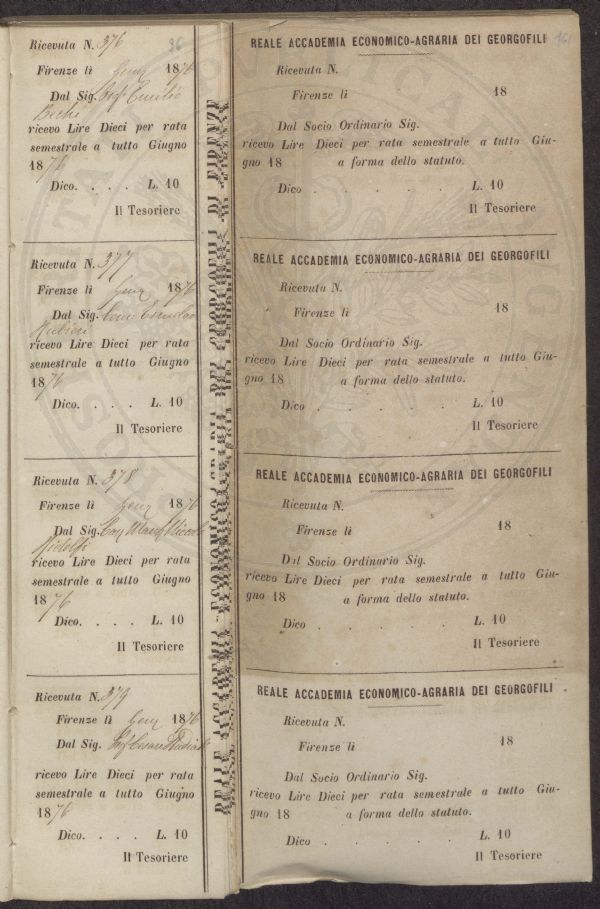 Ricevuta N. 376
36
Firenze li Genn 1876
Dal Sig. Prof Emilio
Bechi
ricevo Lire Dieci per rata
semestrale a tutto Giugno
1876
Dico. . . . L. 10
Il Tesoriere
Ricevuta N. 377
Firenze li Genn 1876
Dal Sig.
Rubieri
ricevo Lire Dieci per rata
semestrale a tutto Giugno
1876
Dico. . . . L. 10
Il Tesoriere
Ricevuta N. 378
Firenze li Genn 1876
Dal Sig.
Ridolfi
ricevo Lire Dieci per rata
semestrale a tutto Giugno
1876
Dico. . . . L. 10
Il Tesoriere
Ricevuta N. 379
Firenze li Genn 1876
Dal Sig.
ricevo Lire Dieci per rata
semestrale a tutto Giugno
1876
Dico. . . . L. 10
Il Tesoriere
REALE ACCADEMIA ECONOMICO-AGRARIA DEI GEORGOFILI DI FIRENZE
REALE ACCADEMIA ECONOMICO-AGRARIA DEI GEORGOFILI
Ricevuta N.
Firenze li 18
Dal Socio Ordinario Sig.
ricevo Lire Dieci per rata semestrale a tutto Giu-
gno 18 a forma dello statuto.
Dico . . . . . L. 10
Il Tesoriere
REALE ACCADEMIA ECONOMICO-AGRARIA DEI GEORGOFILI
Ricevuta N.
Firenze li 18
Dal Socio Ordinario Sig.
ricevo Lire Dieci per rata semestrale a tutto Giu-
gno 18 a forma dello statuto.
Dico . . . . . L. 10
Il Tesoriere
REALE ACCADEMIA ECONOMICO-AGRARIA DEI GEORGOFILI
Ricevuta N.
Firenze li 18
Dal Socio Ordinario Sig.
ricevo Lire Dieci per rata semestrale a tutto Giu-
gno 18 a forma dello statuto.
Dico . . . . . L. 10
Il Tesoriere
REALE ACCADEMIA ECONOMICO-AGRARIA DEI GEORGOFILI
Ricevuta N.
Firenze li 18
Dal Socio Ordinario Sig.
ricevo Lire Dieci per rata semestrale a tutto Giu-
gno 18 a forma dello statuto.
Dico . . . . . L. 10
Il Tesoriere